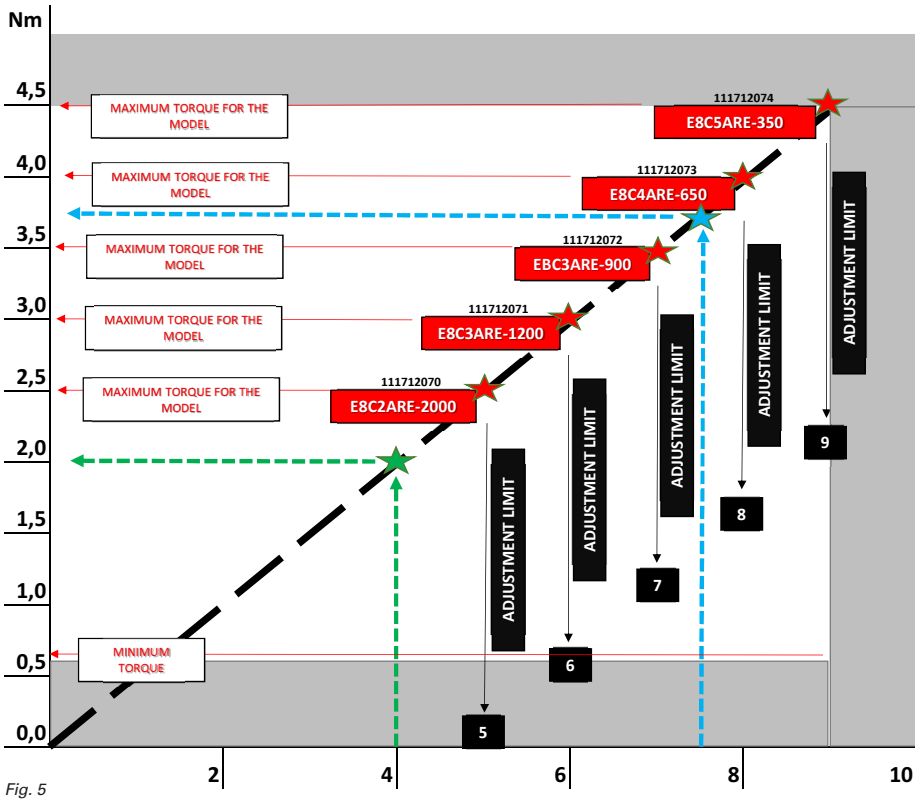 Nm
4,5
MAXIMUM TORQUE FOR THE
MODEL
111712074
E8C5ARE-350
4,0
MAXIMUM TORQUE FOR THE
MODEL
111712073
E8C4ARE-650
3,5
MAXIMUM TORQUE FOR THE
MODEL
111712072
EBC3ARE-900
3,0
MAXIMUM TORQUE FOR THE
MODEL
111712071
E8C3ARE-1200
2,5
MAXIMUM TORQUE FOR THE
MODEL
111712070
E8C2ARE-2000
2,0
1,5
1,0
MINIMUM
TORQUE
0,5
0,0
ADJUSTMENT LIMIT
5
ADJUSTMENT LIMIT
6
ADJUSTMENT LIMIT
7
ADJUSTMENT LIMIT
8
ADJUSTMENT LIMIT
9
2
4
6
8
10
Fig. 5